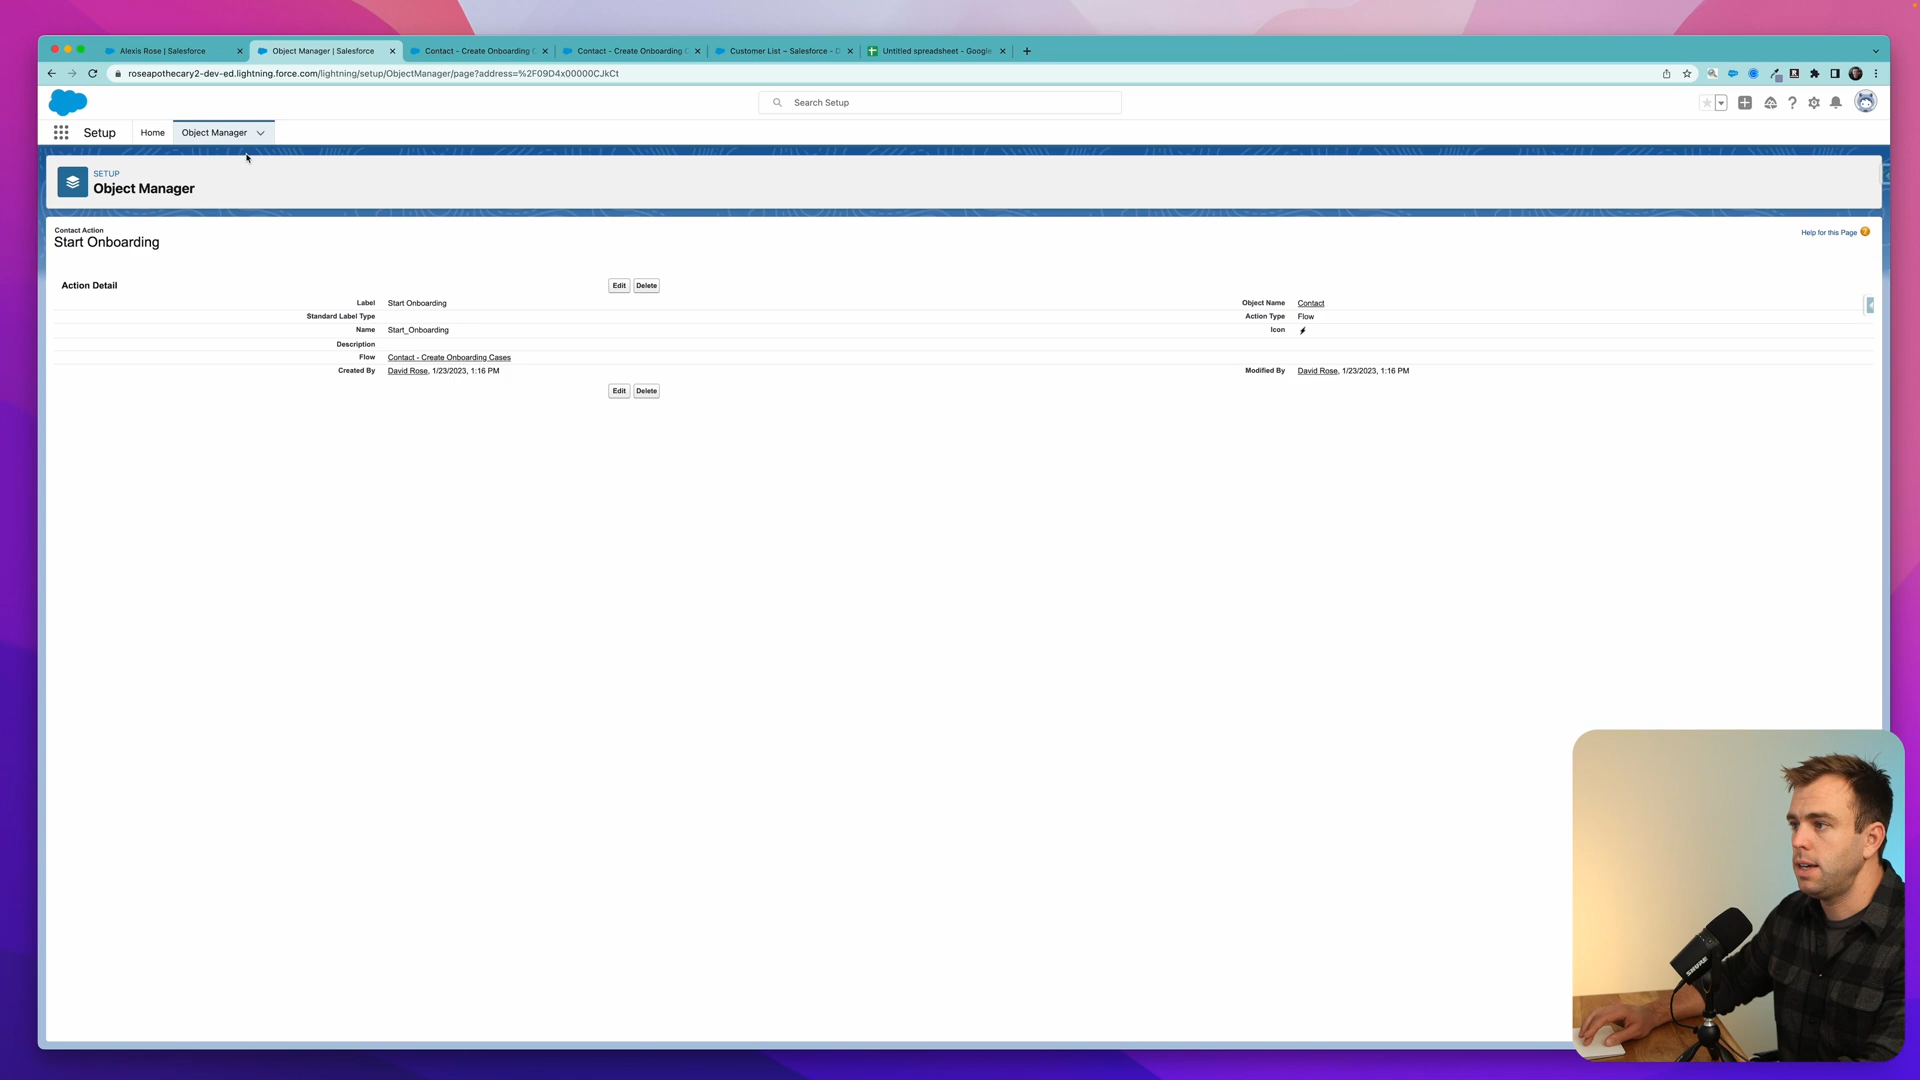 Alexis Rose | Salesforce
Object Manager | Salesforce
Contact - Create Onboarding C
Contact - Create Onboarding C
Customer List – Salesforce - D
Untitled spreadsheet - Google
roseapothecary2-dev-ed.lightning.force.com/lightning/setup/ObjectManager/page?address=%2F09D4x00000CJkCt
Search Setup
Setup
Home
Object Manager
SETUP
Object Manager
Contact Action
Start Onboarding
Help for this Page
Action Detail
Edit
Delete
Label
Start Onboarding
Object Name
Contact
Standard Label Type
Action Type
Flow
Name
Start_Onboarding
Icon
Description
Flow
Contact - Create Onboarding Cases
Created By
David Rose, 1/23/2023, 1:16 PM
Modified By
David Rose, 1/23/2023, 1:16 PM
Edit
Delete
SHURE